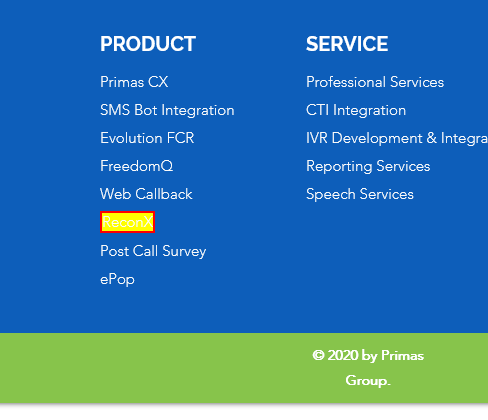 PRODUCT
Primas CX
SMS Bot Integration
Evolution FCR
FreedomQ
Web Callback
ReconX
Post Call Survey
ePop
SERVICE
Professional Services
CTI Integration
IVR Development & Integra
Reporting Services
Speech Services
© 2020 by Primas
Group.